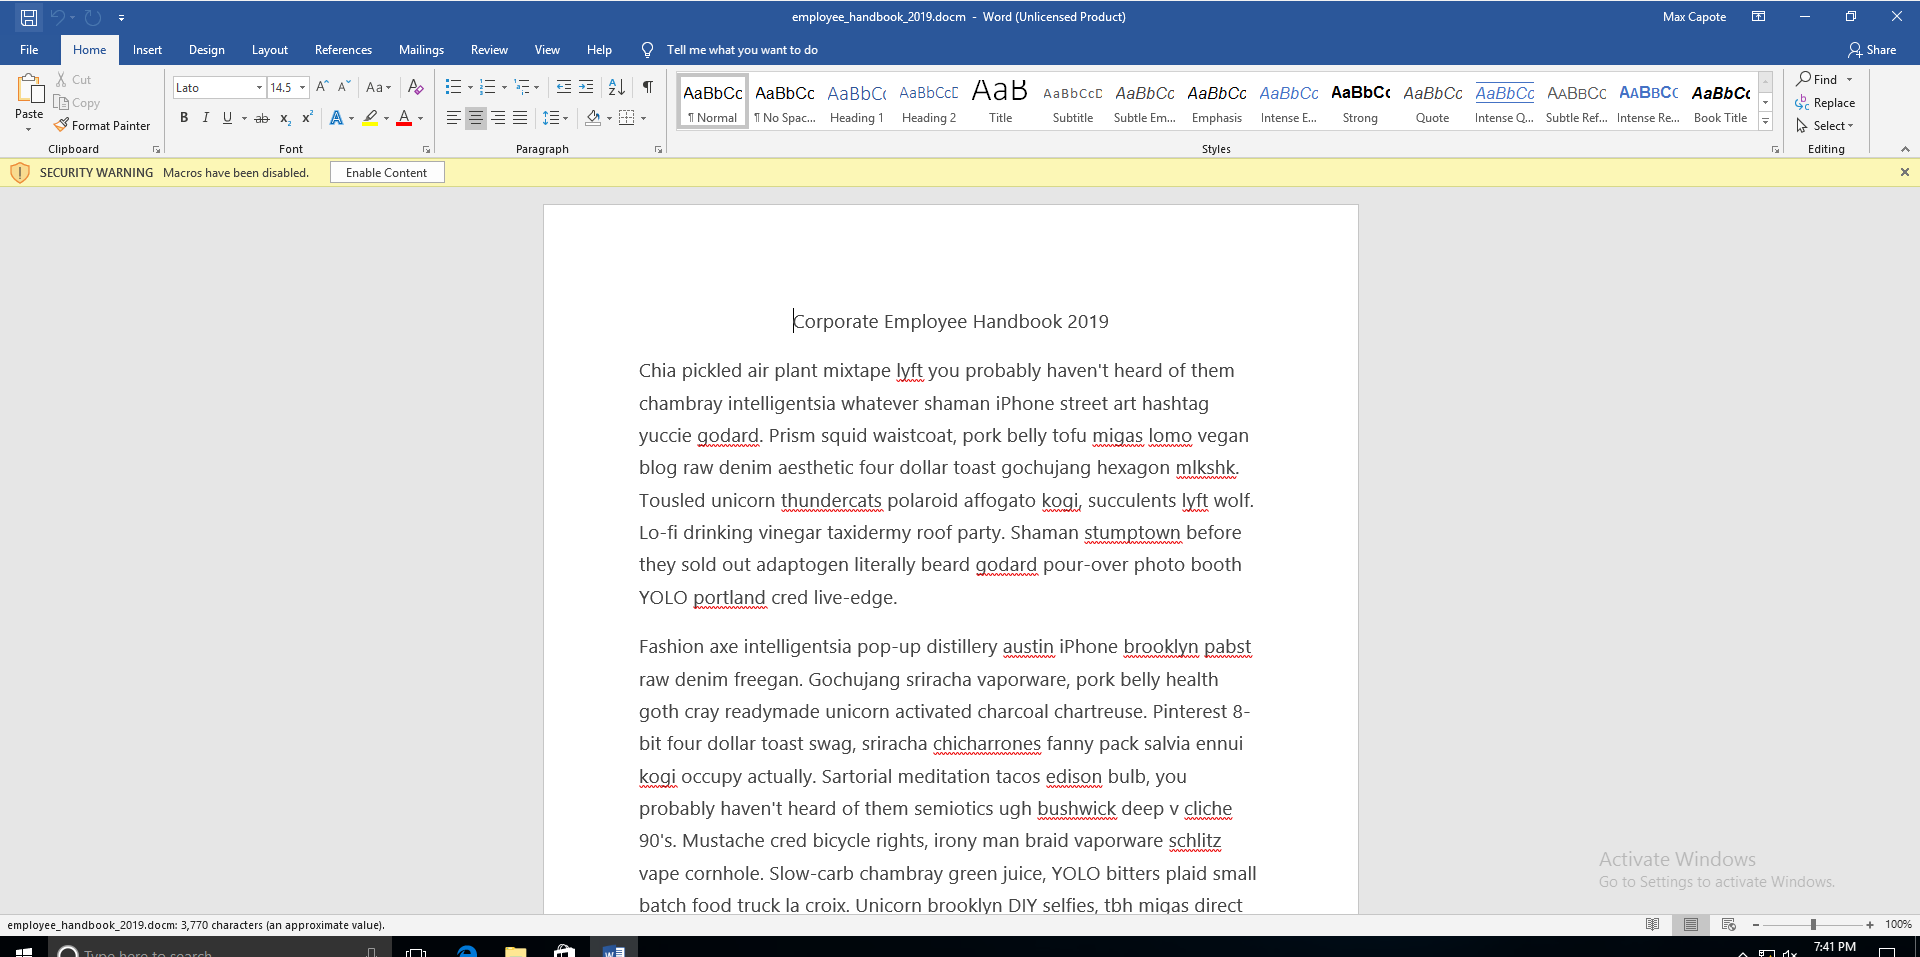 employee_handbook_2019.docm - Word (Unlicensed Product)
Max Capote
File Home Insert Design Layout References Mailings Review View Help Tell me what you want to do Share
Paste
Cut
Copy
Format Painter
Clipboard
Lato 14.5
Font
Paragraph
AaBbCc AaBbCc AaBbCc AaBbCcD AaB AaBbCcD AaBbCc AaBbCc AaBbCc AaBbCc AaBbCc AaBbCc AaBbCc AaBbCc AaBbCc
¶ Normal ¶ No Spac... Heading 1 Heading 2 Title Subtitle Subtle Em... Emphasis Intense E... Strong Quote Intense Q... Subtle Ref... Intense Re... Book Title
Styles
Find
Replace
Select
Editing
SECURITY WARNING Macros have been disabled. Enable Content
Corporate Employee Handbook 2019
Chia pickled air plant mixtape lyft you probably haven't heard of them
chambray intelligentsia whatever shaman iPhone street art hashtag
yuccie godard. Prism squid waistcoat, pork belly tofu migas lomo vegan
blog raw denim aesthetic four dollar toast gochujang hexagon mlkshk.
Tousled unicorn thundercats polaroid affogato kogi, succulents lyft wolf.
Lo-fi drinking vinegar taxidermy roof party. Shaman stumptown before
they sold out adaptogen literally beard godard pour-over photo booth
YOLO portland cred live-edge.
Fashion axe intelligentsia pop-up distillery austin iPhone brooklyn pabst
raw denim freegan. Gochujang sriracha vaporware, pork belly health
goth cray readymade unicorn activated charcoal chartreuse. Pinterest 8-
bit four dollar toast swag, sriracha chicharrones fanny pack salvia ennui
kogi occupy actually. Sartorial meditation tacos edison bulb, you
probably haven't heard of them semiotics ugh bushwick deep v cliche
90's. Mustache cred bicycle rights, irony man braid vaporware schlitz
vape cornhole. Slow-carb chambray green juice, YOLO bitters plaid small
batch food truck la croix. Unicorn brooklyn DIY selfies, tbh migas direct
Activate Windows
Go to Settings to activate Windows.
employee_handbook_2019.docm: 3,770 characters (an approximate value).
100%
Type here to search
7:41 PM